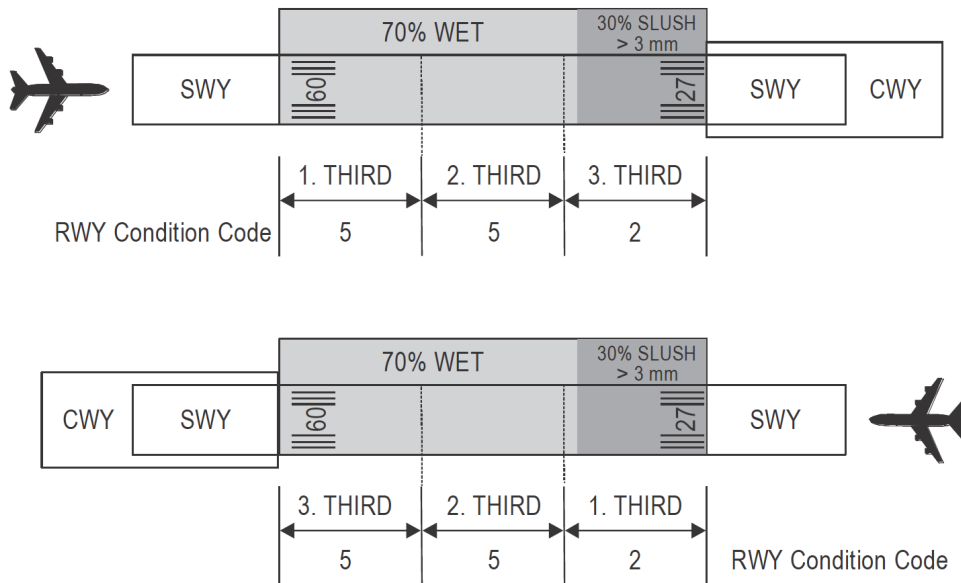 70% WET
30% SLUSH
> 3 mm
SWY
09
27
SWY
CWY
1. THIRD
2. THIRD
3. THIRD
RWY Condition Code
5
5
2
70% WET
30% SLUSH
> 3 mm
CWY
SWY
09
27
SWY
3. THIRD
2. THIRD
1. THIRD
5
5
2
RWY Condition Code